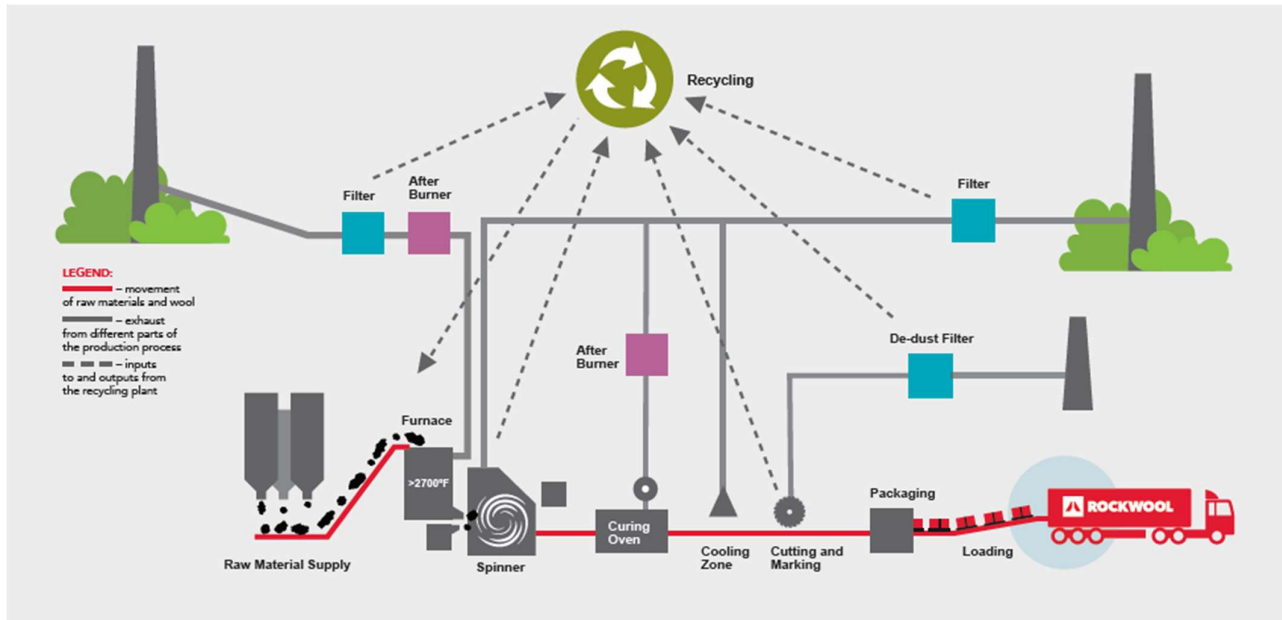 Recycling
Filter
After
Burner
Filter
LEGEND:
– movement
of raw materials and wool
– exhaust
from different parts of
the production process
– inputs
to and outputs from
the recycling plant
After
Burner
De-dust Filter
Furnace
>2700°F
Raw Material Supply
Spinner
Curing
Oven
Cooling
Zone
Cutting and
Marking
Packaging
Loading
ROCKWOOL